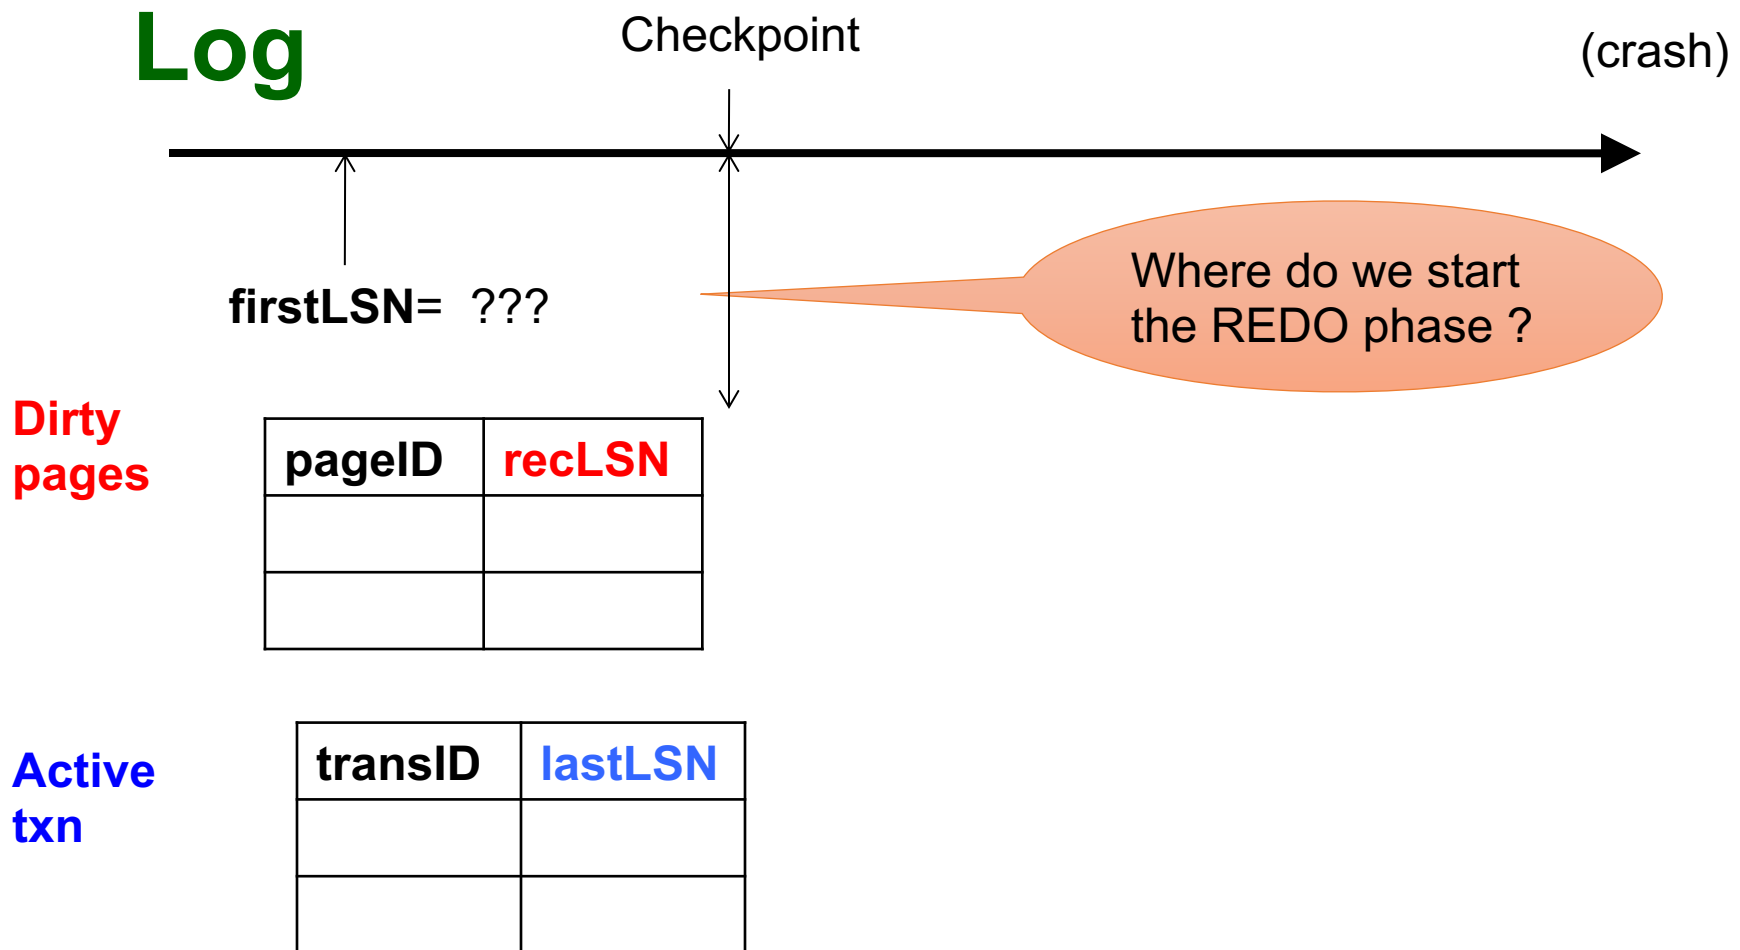 Log
Checkpoint
(crash)
firstLSN= ???
Where do we start
the REDO phase ?
Dirty
pages
pageID recLSN
Active
txn
transID lastLSN